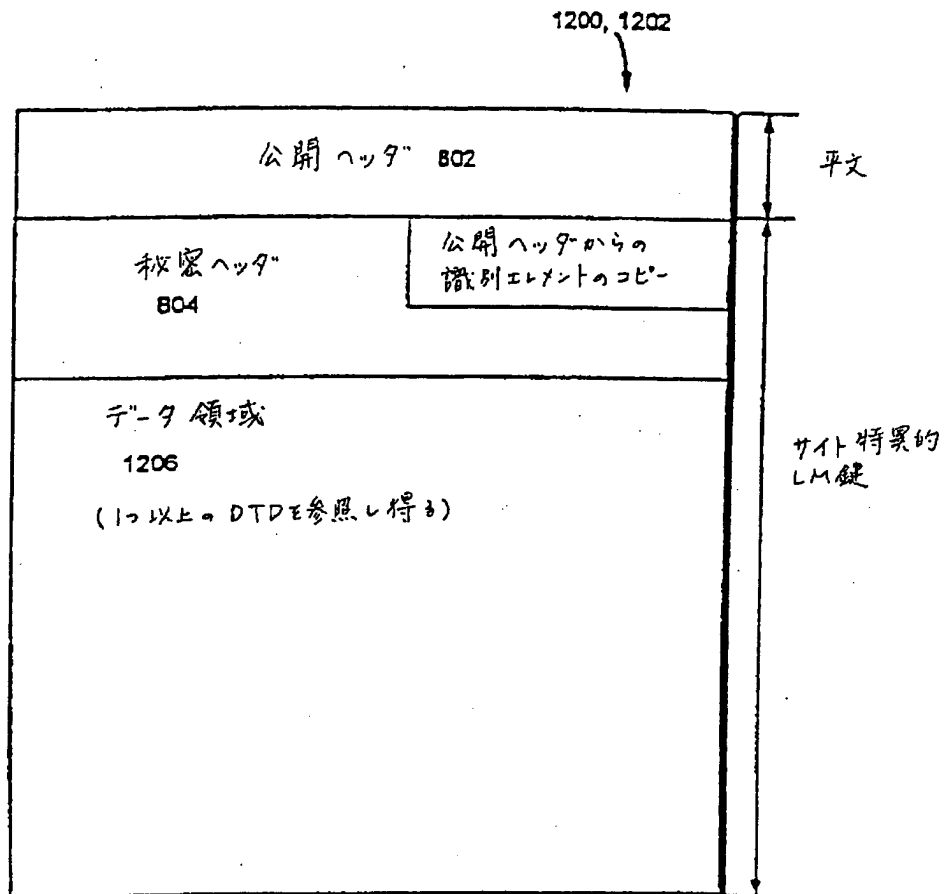 1200, 1202
公開ヘッダ 802
平文
秘密ヘッダ
804
公開ヘッダからの
識別エレメントのコピー
データ領域
1206
(1つ以上のDTDを参照し得る)
サイト特異的
LM鍵